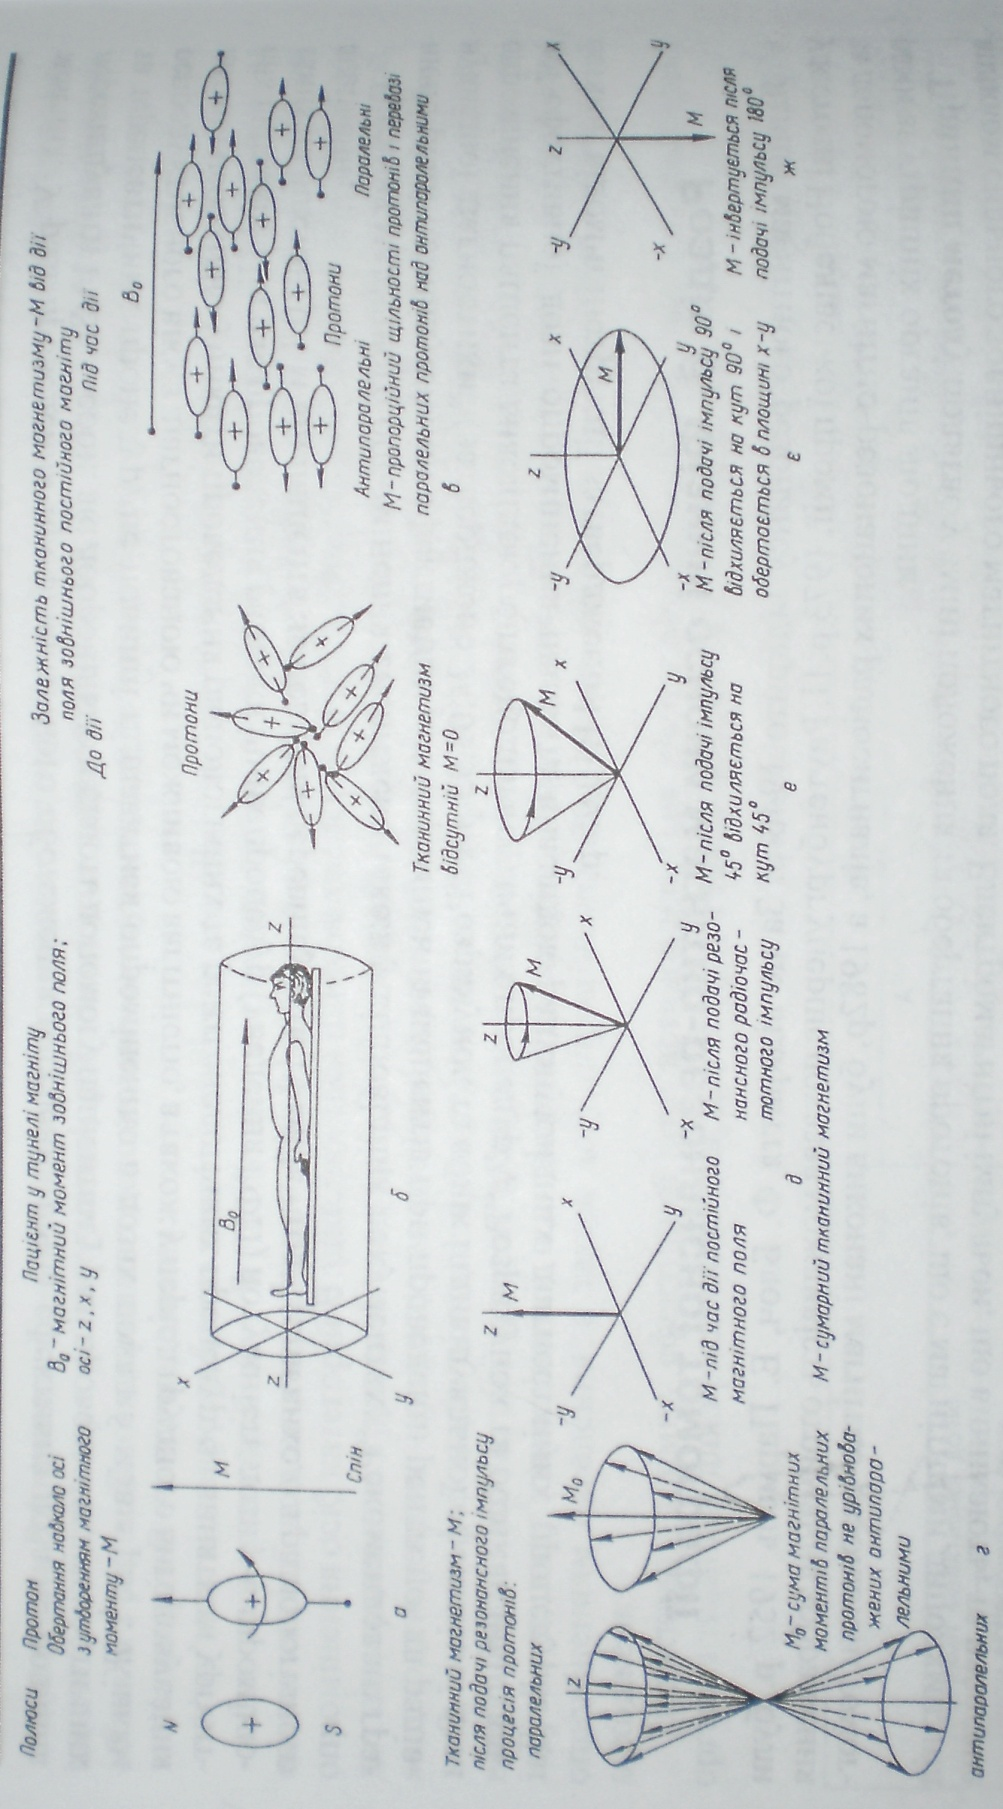 Полюси
Протон
Обертання навколо осі
з утворенням магнітного
моменту – М
N
+
S
+
М
Спін
а
Пацієнт у тунелі магніту
В₀ – магнітний момент зовнішнього поля;
осі – z, x, y
x
z
y
В₀
z
б
Залежність тканинного магнетизму – М від дії
поля зовнішнього постійного магніту
До дії
Під час дії
Протони
Тканинний магнетизм
відсутній М=0
В₀
Антипаралельні
Протони
Паралельні
М – пропорційний щільності протонів і перевазі
паралельних протонів над антипаралельними
в
Тканинний магнетизм – М;
після подачі резонансного імпульсу
процесія протонів:
паралельних
z
антипаралельних
М₀
М₀ – сума магнітних
моментів паралельних
протонів не урівнова-
жених антипара-
лельними
г
z
М
-y
x
-x
y
М – під час дії постійного
магнітного поля
д
М – сумарний тканинний магнетизм
z
М
-y
x
-x
y
М – після подачі резо-
нансного радіочас-
тотного імпульсу
z
М
-y
x
-x
y
М – після подачі імпульсу
45° відхиляється на
кут 45°
е
z
М
-y
x
-x
y
М – після подачі імпульсу 90°
відхиляється на кут 90° і
обертається в площині x-y
є
z
М
-y
x
-x
y
М – інвертується після
подачі імпульсу 180°
ж